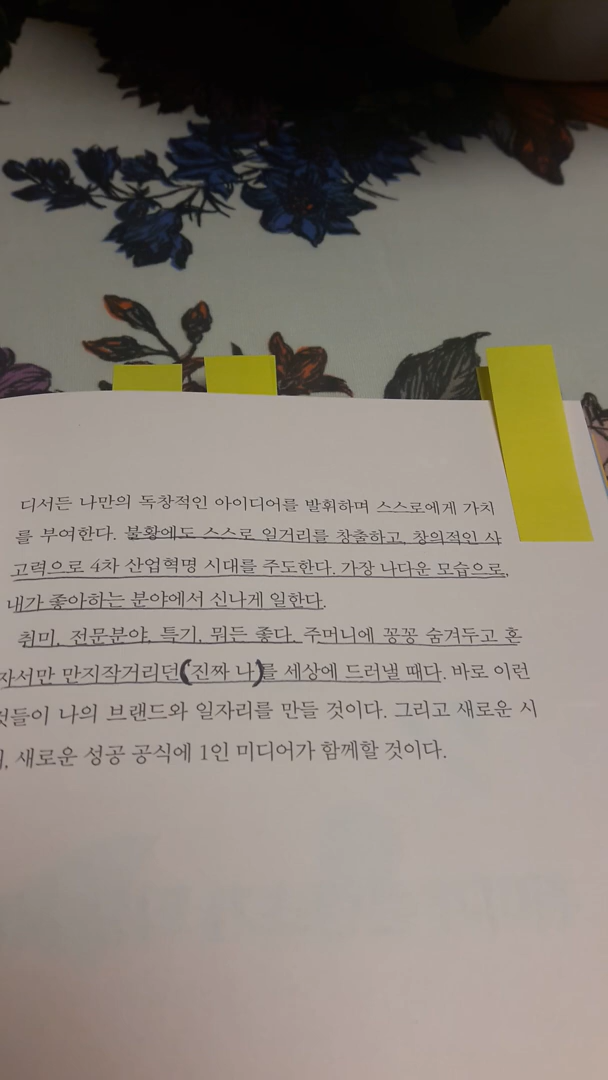 디서든 나만의 독창적인 아이디어를 발휘하며 스스로에게 가치
를 부여한다. 불황에도 스스로 일거리를 창출하고, 창의적인 사
고력으로 4차 산업혁명 시대를 주도한다. 가장 나다운 모습으로,
내가 좋아하는 분야에서 신나게 일한다.
취미, 전문분야, 특기, 뭐든 좋다. 주머니에 꽁꽁 숨겨두고 혼
자서만 만지작거리던 (진짜 나)를 세상에 드러낼 때다. 바로 이런
것들이 나의 브랜드와 일자리를 만들 것이다. 그리고 새로운 시
새로운 성공 공식에 1인 미디어가 함께할 것이다.